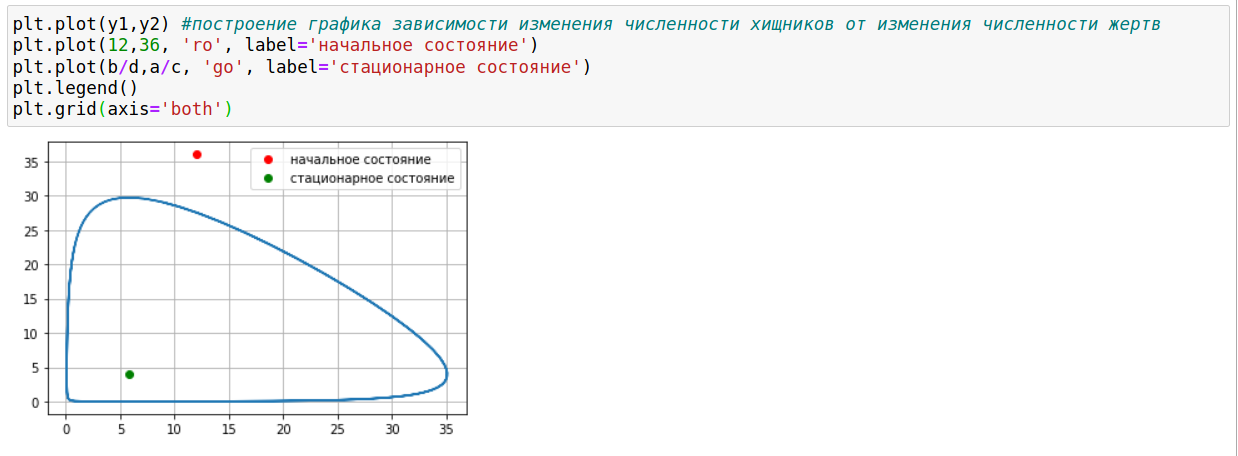 plt.plot(y1,y2) #построение графика зависимости изменения численности хищников от изменения численности жертв
plt.plot(12,36, 'ro', label='начальное состояние')
plt.plot(b/d,a/c, 'go', label='стационарное состояние')
plt.legend()
plt.grid(axis='both')
начальное состояние
стационарное состояние
35
30
25
20
15
10
5
0
0 5 10 15 20 25 30 35